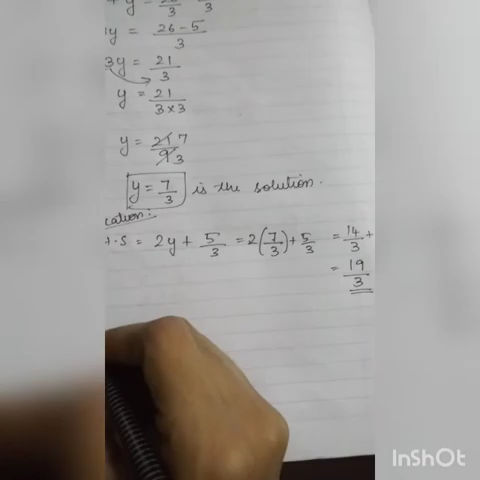 y =
y = 26 - 5 / 3
3y = 21 / 3
y = 21 / 3 × 3
y = 21 7 / 9 3
y = 7/3 is the solution.
cation:
H.S = 2y + 5/3 = 2(7/3) + 5/3 = 14/3 +
= 19/3
InShOt